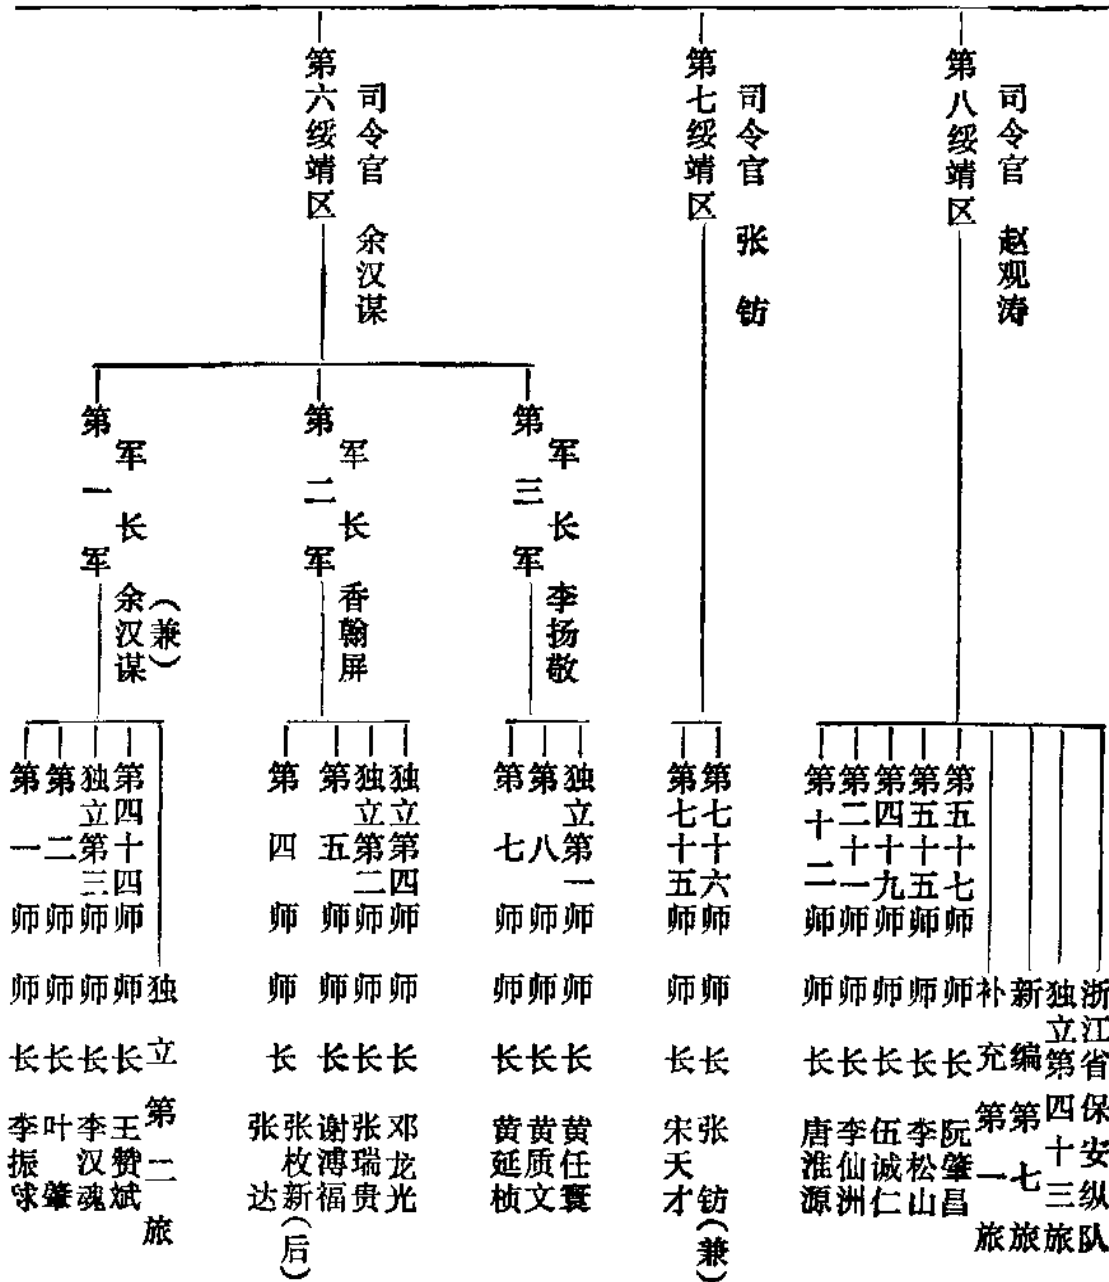 第六绥靖区
司令官 余汉谋
第七绥靖区
司令官 张钫
第八绥靖区
司令官 赵观涛
第一军
军长 余汉谋(兼)
第二军
军长 香翰屏
第三军
军长 李扬敬
第一师 师长 李振球
第二师 师长 叶肇
独立第三师 师长 李汉魂
第四十四师 师长 王赞斌
独立第二旅
第四师 师长 张达
张枚新(后)
第五师 师长 谢溥福
独立第二师 师长 张瑞贵
独立第四师 师长 邓龙光
第七师 师长 黄延桢
第八师 师长 黄质文
独立第一师 师长 黄任寰
第七十五师 师长 宋天才
第七十六师 师长 张钫(兼)
第十二师 师长 唐淮源
第二十一师 师长 李仙洲
第四十九师 师长 伍诚仁
第五十五师 师长 李松山
第五十七师 师长 阮肇昌
补充第一旅
新编第七旅
独立第四十三旅
浙江省保安纵队